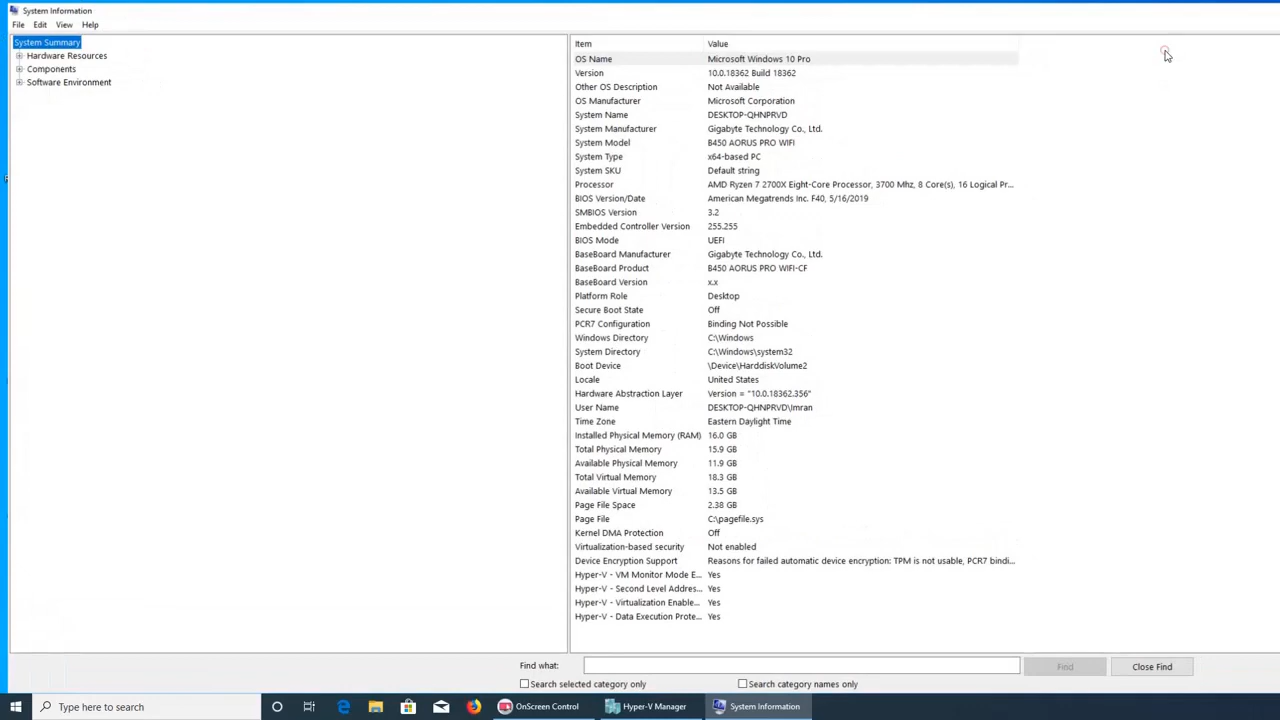 System Information
File Edit View Help
System Summary
Hardware Resources
Components
Software Environment
Item Value
OS Name Microsoft Windows 10 Pro
Version 10.0.18362 Build 18362
Other OS Description Not Available
OS Manufacturer Microsoft Corporation
System Name DESKTOP-QHNPRVD
System Manufacturer Gigabyte Technology Co., Ltd.
System Model B450 AORUS PRO WIFI
System Type x64-based PC
System SKU Default string
Processor AMD Ryzen 7 2700X Eight-Core Processor, 3700 Mhz, 8 Core(s), 16 Logical Pr...
BIOS Version/Date American Megatrends Inc. F40, 5/16/2019
SMBIOS Version 3.2
Embedded Controller Version 255.255
BIOS Mode UEFI
BaseBoard Manufacturer Gigabyte Technology Co., Ltd.
BaseBoard Product B450 AORUS PRO WIFI-CF
BaseBoard Version x.x
Platform Role Desktop
Secure Boot State Off
PCR7 Configuration Binding Not Possible
Windows Directory C:\Windows
System Directory C:\Windows\system32
Boot Device \Device\HarddiskVolume2
Locale United States
Hardware Abstraction Layer Version = "10.0.18362.356"
User Name DESKTOP-QHNPRVD\Imran
Time Zone Eastern Daylight Time
Installed Physical Memory (RAM) 16.0 GB
Total Physical Memory 15.9 GB
Available Physical Memory 11.9 GB
Total Virtual Memory 18.3 GB
Available Virtual Memory 13.5 GB
Page File Space 2.38 GB
Page File C:\pagefile.sys
Kernel DMA Protection Off
Virtualization-based security Not enabled
Device Encryption Support Reasons for failed automatic device encryption: TPM is not usable, PCR7 bindi...
Hyper-V - VM Monitor Mode E... Yes
Hyper-V - Second Level Addres... Yes
Hyper-V - Virtualization Enable... Yes
Hyper-V - Data Execution Prote... Yes
Find what: Find Close Find
Search selected category only Search category names only
Type here to search OnScreen Control Hyper-V Manager System Information